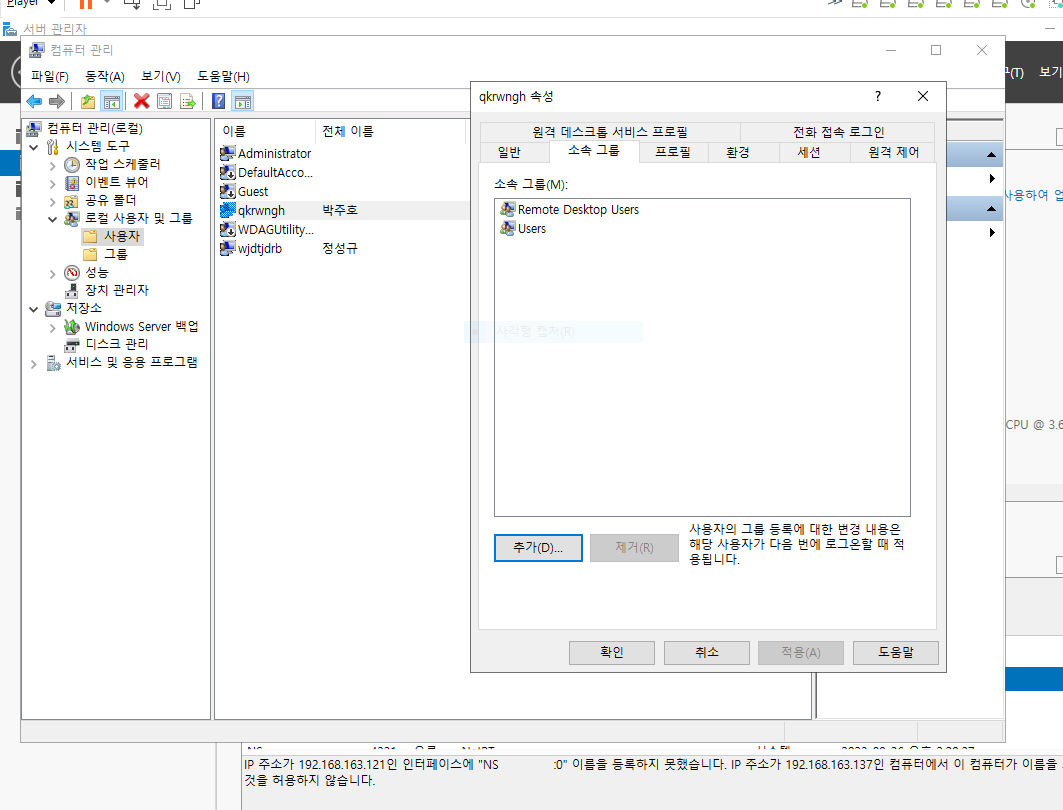 Player
서버 관리자
컴퓨터 관리
파일(F) 동작(A) 보기(V) 도움말(H)
(T) 보기
컴퓨터 관리(로컬)
시스템 도구
작업 스케줄러
이벤트 뷰어
공유 폴더
로컬 사용자 및 그룹
사용자
그룹
성능
장치 관리자
저장소
Windows Server 백업
디스크 관리
서비스 및 응용 프로그램
이름 전체 이름
Administrator
DefaultAcco...
Guest
qkrwngh 박주호
WDAGUtility...
wjdtjdrb 정성규
qkrwngh 속성
?
원격 데스크톱 서비스 프로필 전화 접속 로그인
일반 소속 그룹 프로필 환경 세션 원격 제어
소속 그룹(M):
Remote Desktop Users
Users
사각형 캡처(R)
추가(D)... 제거(R)
사용자의 그룹 등록에 대한 변경 내용은
해당 사용자가 다음 번에 로그온할 때 적
용됩니다.
확인 취소 적용(A) 도움말
사용하여 업
CPU @ 3.6
IP 주소가 192.168.163.121인 인터페이스에 "NS :0" 이름을 등록하지 못했습니다. IP 주소가 192.168.163.137인 컴퓨터에서 이 컴퓨터가 이름을
것을 허용하지 않습니다.